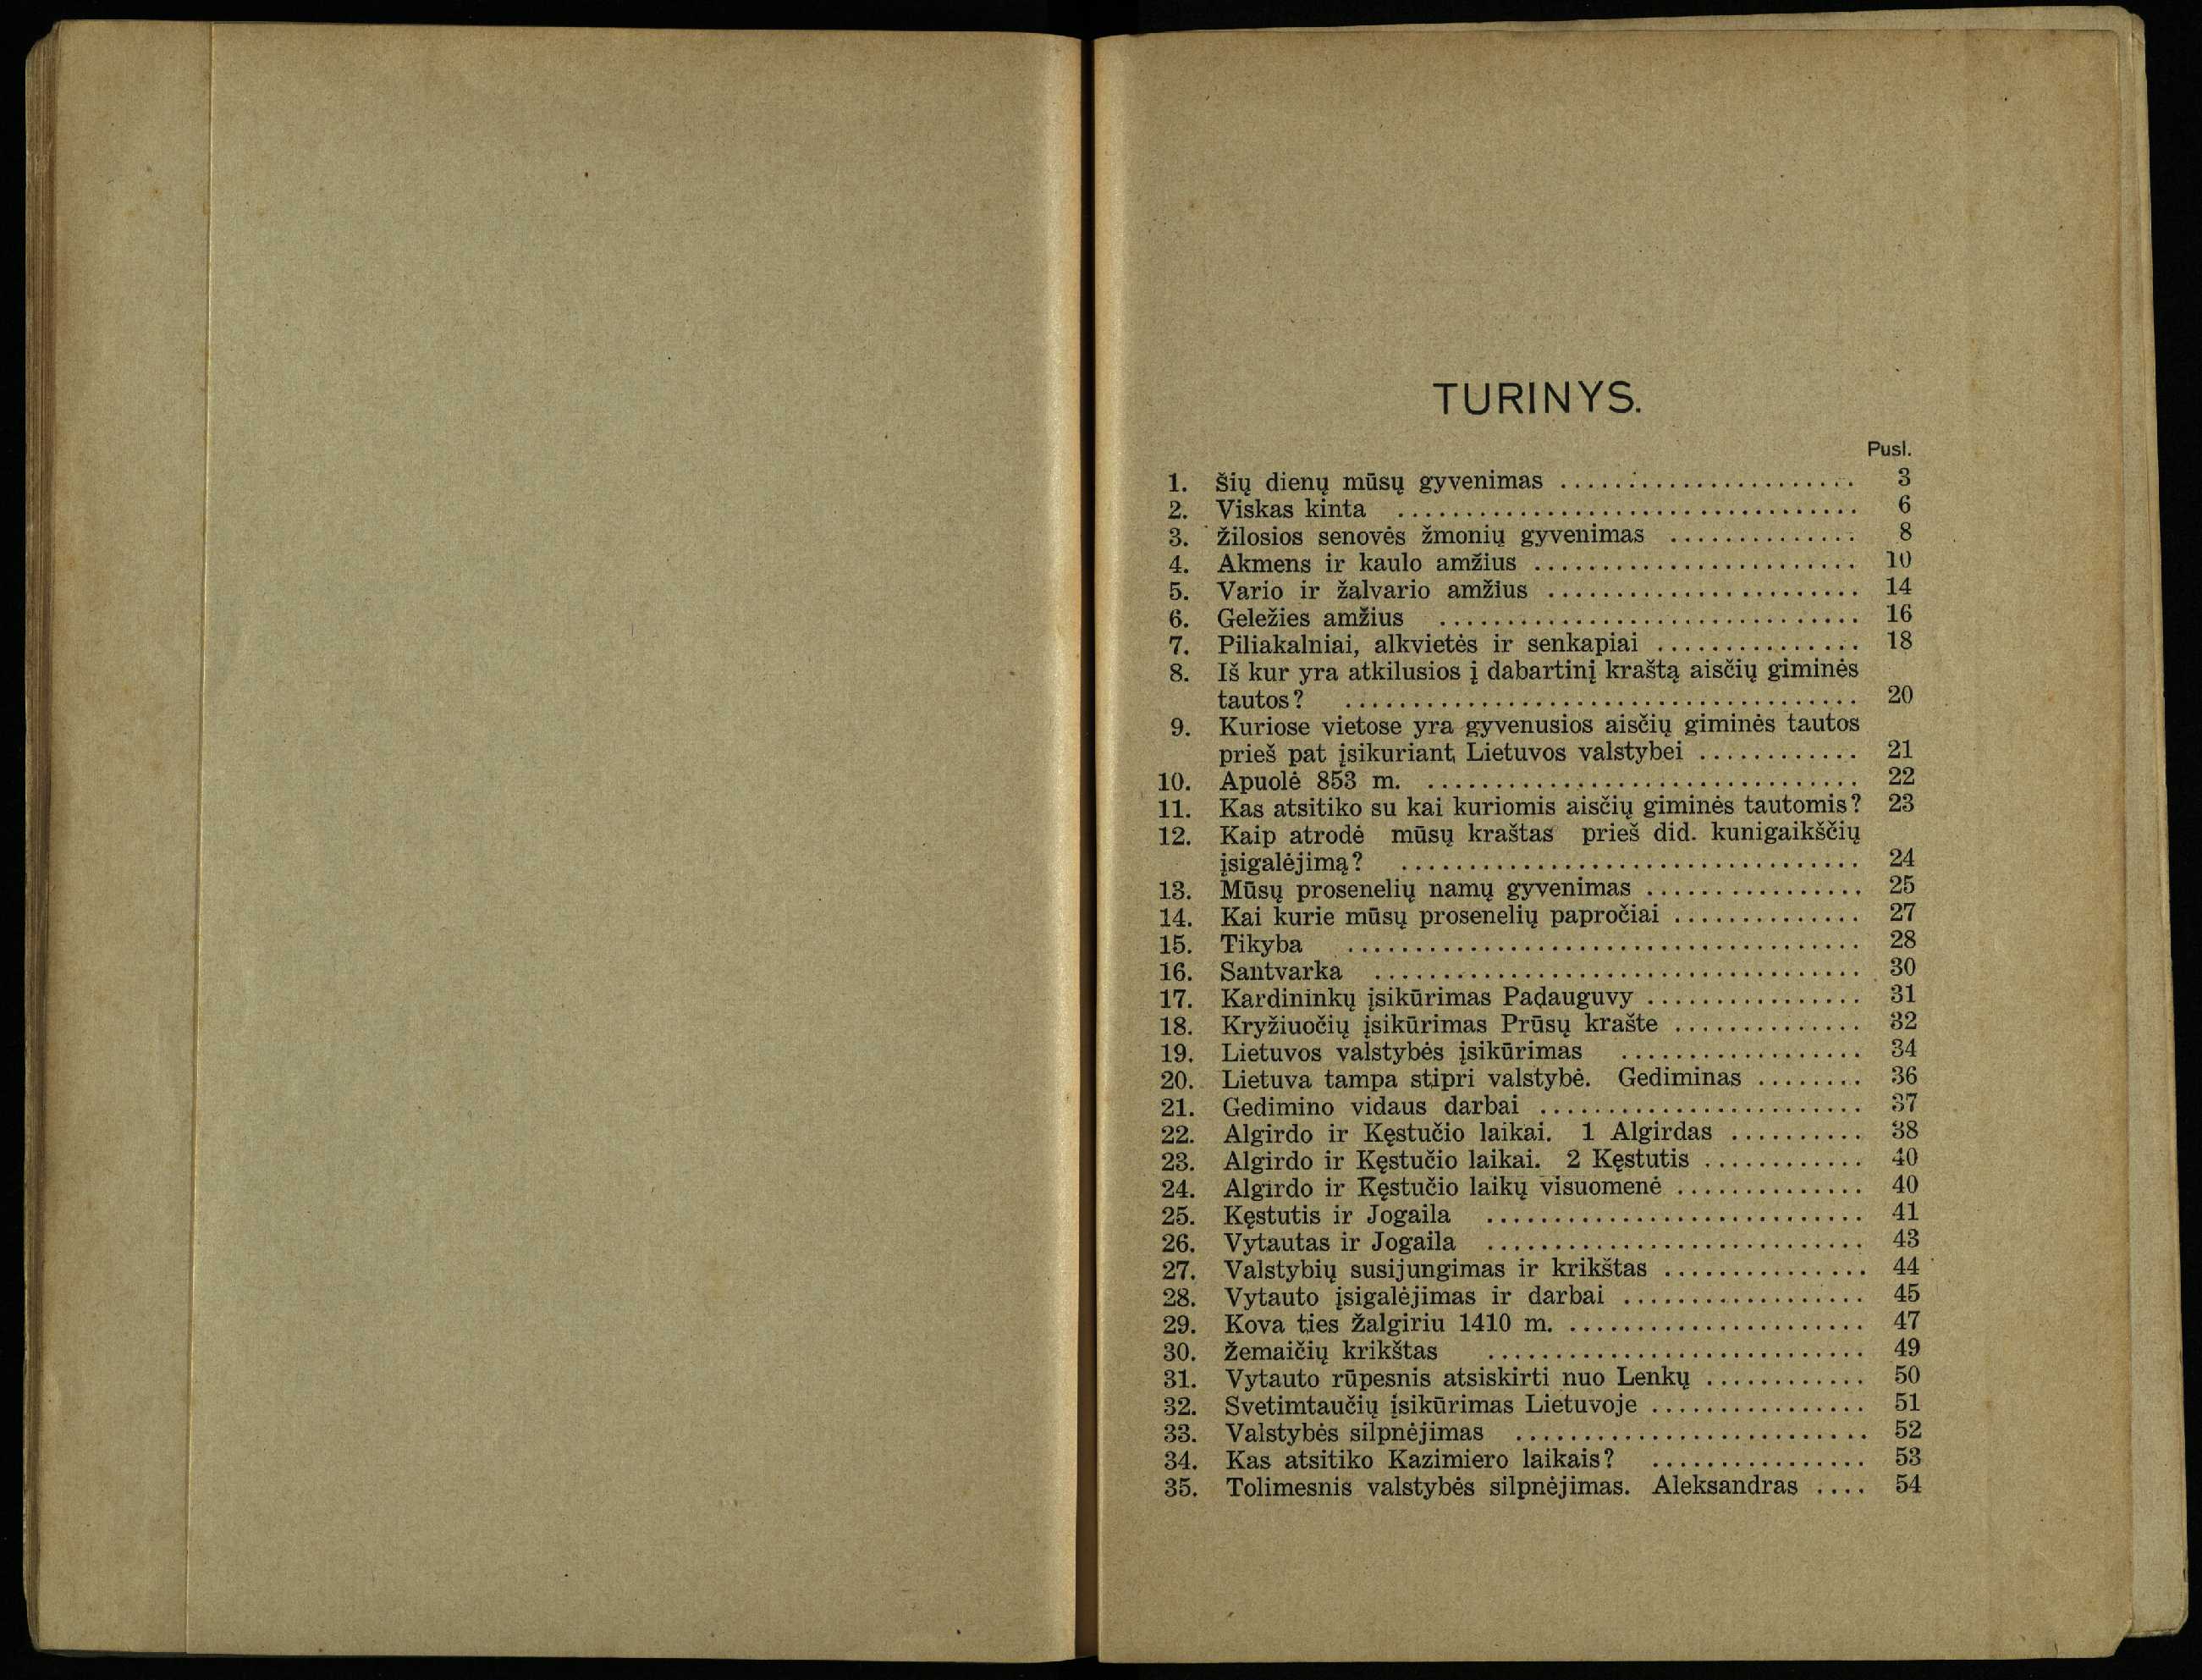 TURINYS.
Pusl.
1. Šių dienų mūsų gyvenimas ...................... 3
2. Viskas kinta .................................. 6
3. Žilosios senovės žmonių gyvenimas .............. 8
4. Akmens ir kaulo amžius ........................ 10
5. Vario ir žalvario amžius ....................... 14
6. Geležies amžius ............................... 16
7. Piliakalniai, alkvietės ir senkapiai ............... 18
8. Iš kur yra atkilusios į dabartinį kraštą aisčių giminės
tautos? ...................................... 20
9. Kuriose vietose yra gyvenusios aisčių giminės tautos
prieš pat įsikuriant Lietuvos valstybei ............ 21
10. Apuolė 853 m. ................................ 22
11. Kas atsitiko su kai kuriomis aisčių giminės tautomis? 23
12. Kaip atrodė mūsų kraštas prieš did. kunigaikščių
įsigalėjimą? .................................. 24
13. Mūsų prosenelių namų gyvenimas ................ 25
14. Kai kurie mūsų prosenelių papročiai .............. 27
15. Tikyba ...................................... 28
16. Santvarka .................................... 30
17. Kardininkų įsikūrimas Padauguvy ................ 31
18. Kryžiuočių įsikūrimas Prūsų krašte .............. 32
19. Lietuvos valstybės įsikūrimas .................. 34
20. Lietuva tampa stipri valstybė. Gediminas ........ 36
21. Gedimino vidaus darbai ........................ 37
22. Algirdo ir Kęstučio laikai. 1 Algirdas .......... 38
23. Algirdo ir Kęstučio laikai. 2 Kęstutis ............ 40
24. Algirdo ir Kęstučio laikų visuomenė .............. 40
25. Kęstutis ir Jogaila ............................ 41
26. Vytautas ir Jogaila ............................ 43
27. Valstybių susijungimas ir krikštas ............... 44
28. Vytauto įsigalėjimas ir darbai .................. 45
29. Kova ties Žalgiriu 1410 m. ...................... 47
30. Žemaičių krikštas ............................ 49
31. Vytauto rūpesnis atsiskirti nuo Lenkų ............ 50
32. Svetimtaučių įsikūrimas Lietuvoje ................ 51
33. Valstybės silpnėjimas .......................... 52
34. Kas atsitiko Kazimiero laikais? ................ 53
35. Tolimesnis valstybės silpnėjimas. Aleksandras .... 54